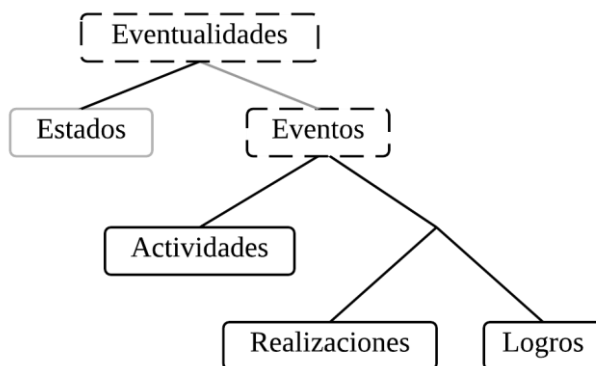 Eventualidades
Estados
Eventos
Actividades
Realizaciones
Logros